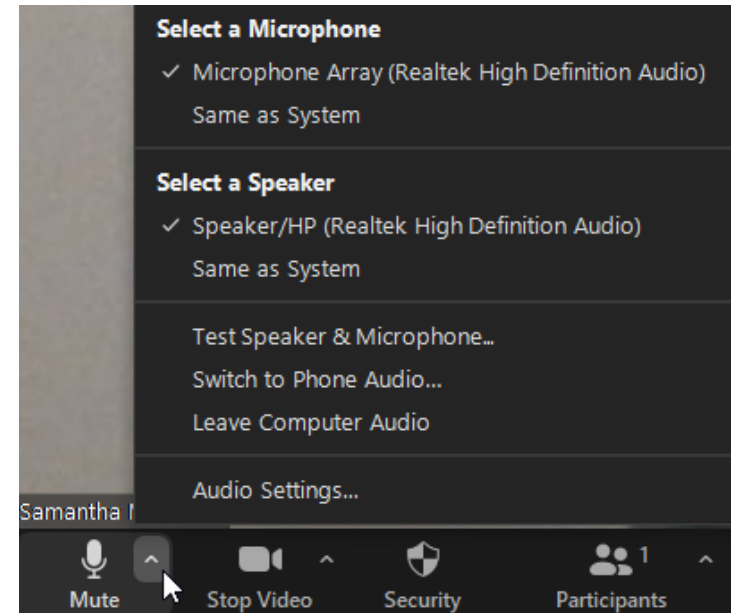 Select a Microphone
✓ Microphone Array (Realtek High Definition Audio)
Same as System
Select a Speaker
✓ Speaker/HP (Realtek High Definition Audio)
Same as System
Test Speaker & Microphone...
Switch to Phone Audio...
Leave Computer Audio
Audio Settings...
Samantha
1
Mute Stop Video Security Participants